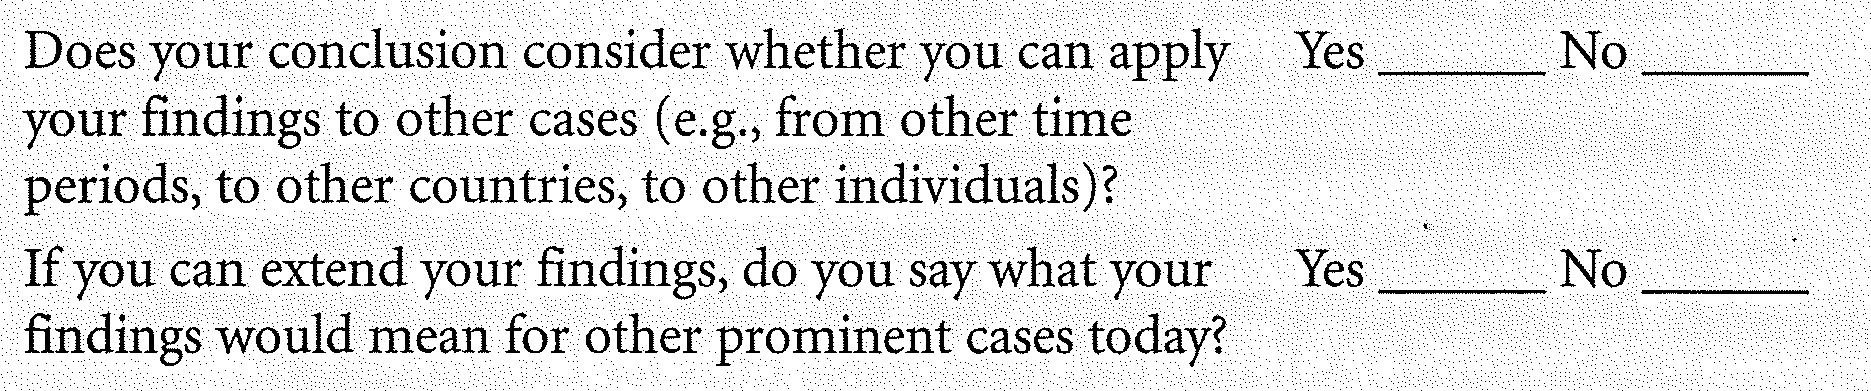 Does your conclusion consider whether you can apply Yes ______ No ______
your findings to other cases (e.g., from other time
periods, to other countries, to other individuals)?
If you can extend your findings, do you say what your Yes ______ No ______
findings would mean for other prominent cases today?